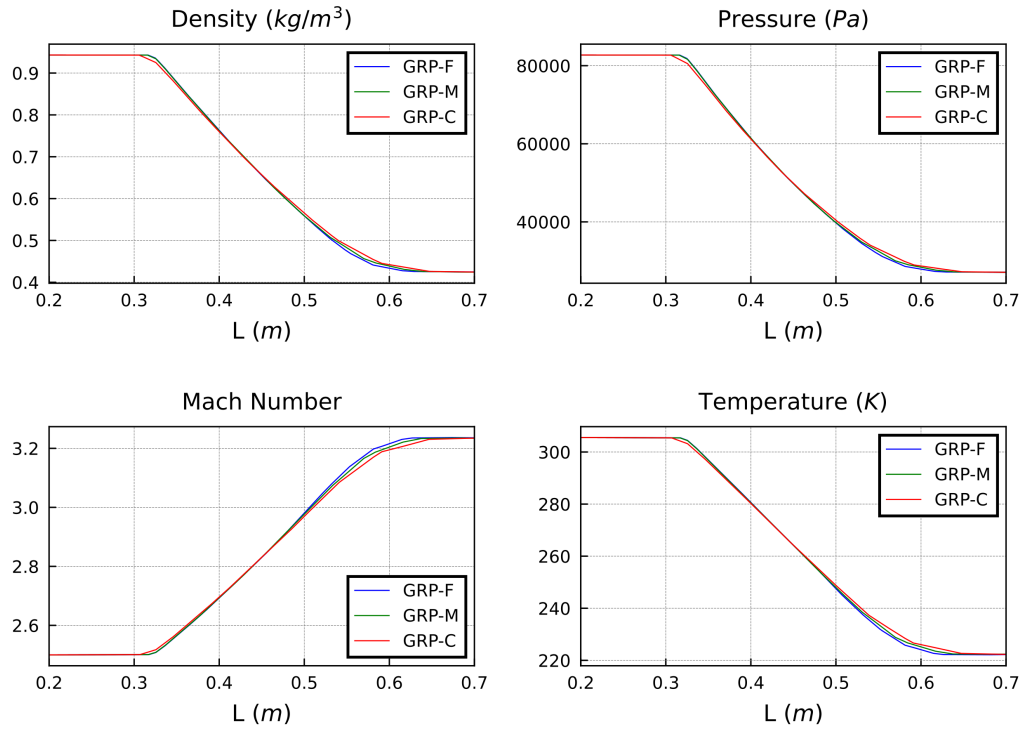 Density (kg/m³)
0.9
0.8
0.7
0.6
0.5
0.4
GRP-F
GRP-M
GRP-C
0.2 0.3 0.4 0.5 0.6 0.7
L (m)
Pressure (Pa)
80000
60000
40000
GRP-F
GRP-M
GRP-C
0.2 0.3 0.4 0.5 0.6 0.7
L (m)
Mach Number
3.2
3.0
2.8
2.6
GRP-F
GRP-M
GRP-C
0.2 0.3 0.4 0.5 0.6 0.7
L (m)
Temperature (K)
300
280
260
240
220
GRP-F
GRP-M
GRP-C
0.2 0.3 0.4 0.5 0.6 0.7
L (m)